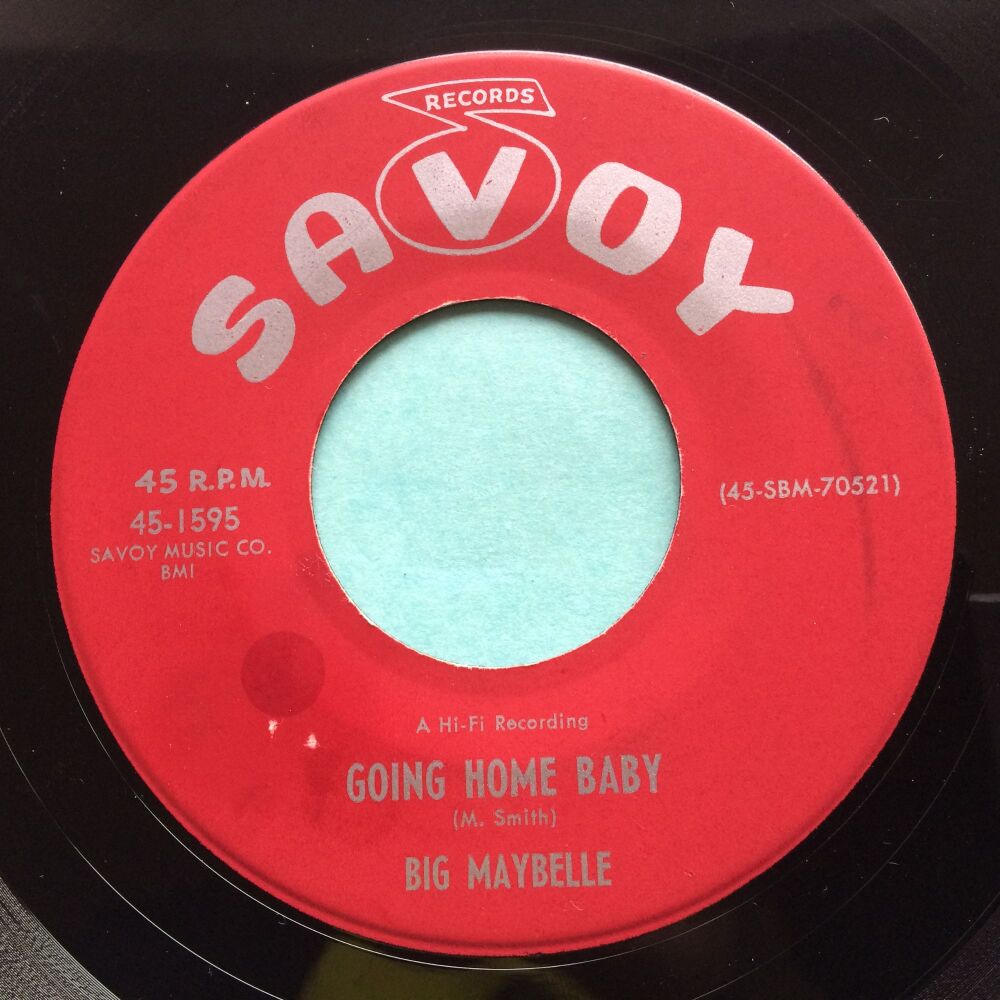 RECORDS
SAVOY
45 R.P.M.
45-1595
SAVOY MUSIC CO.
BMI
(45-SBM-70521)
A Hi-Fi Recording
GOING HOME BABY
(M. Smith)
BIG MAYBELLE